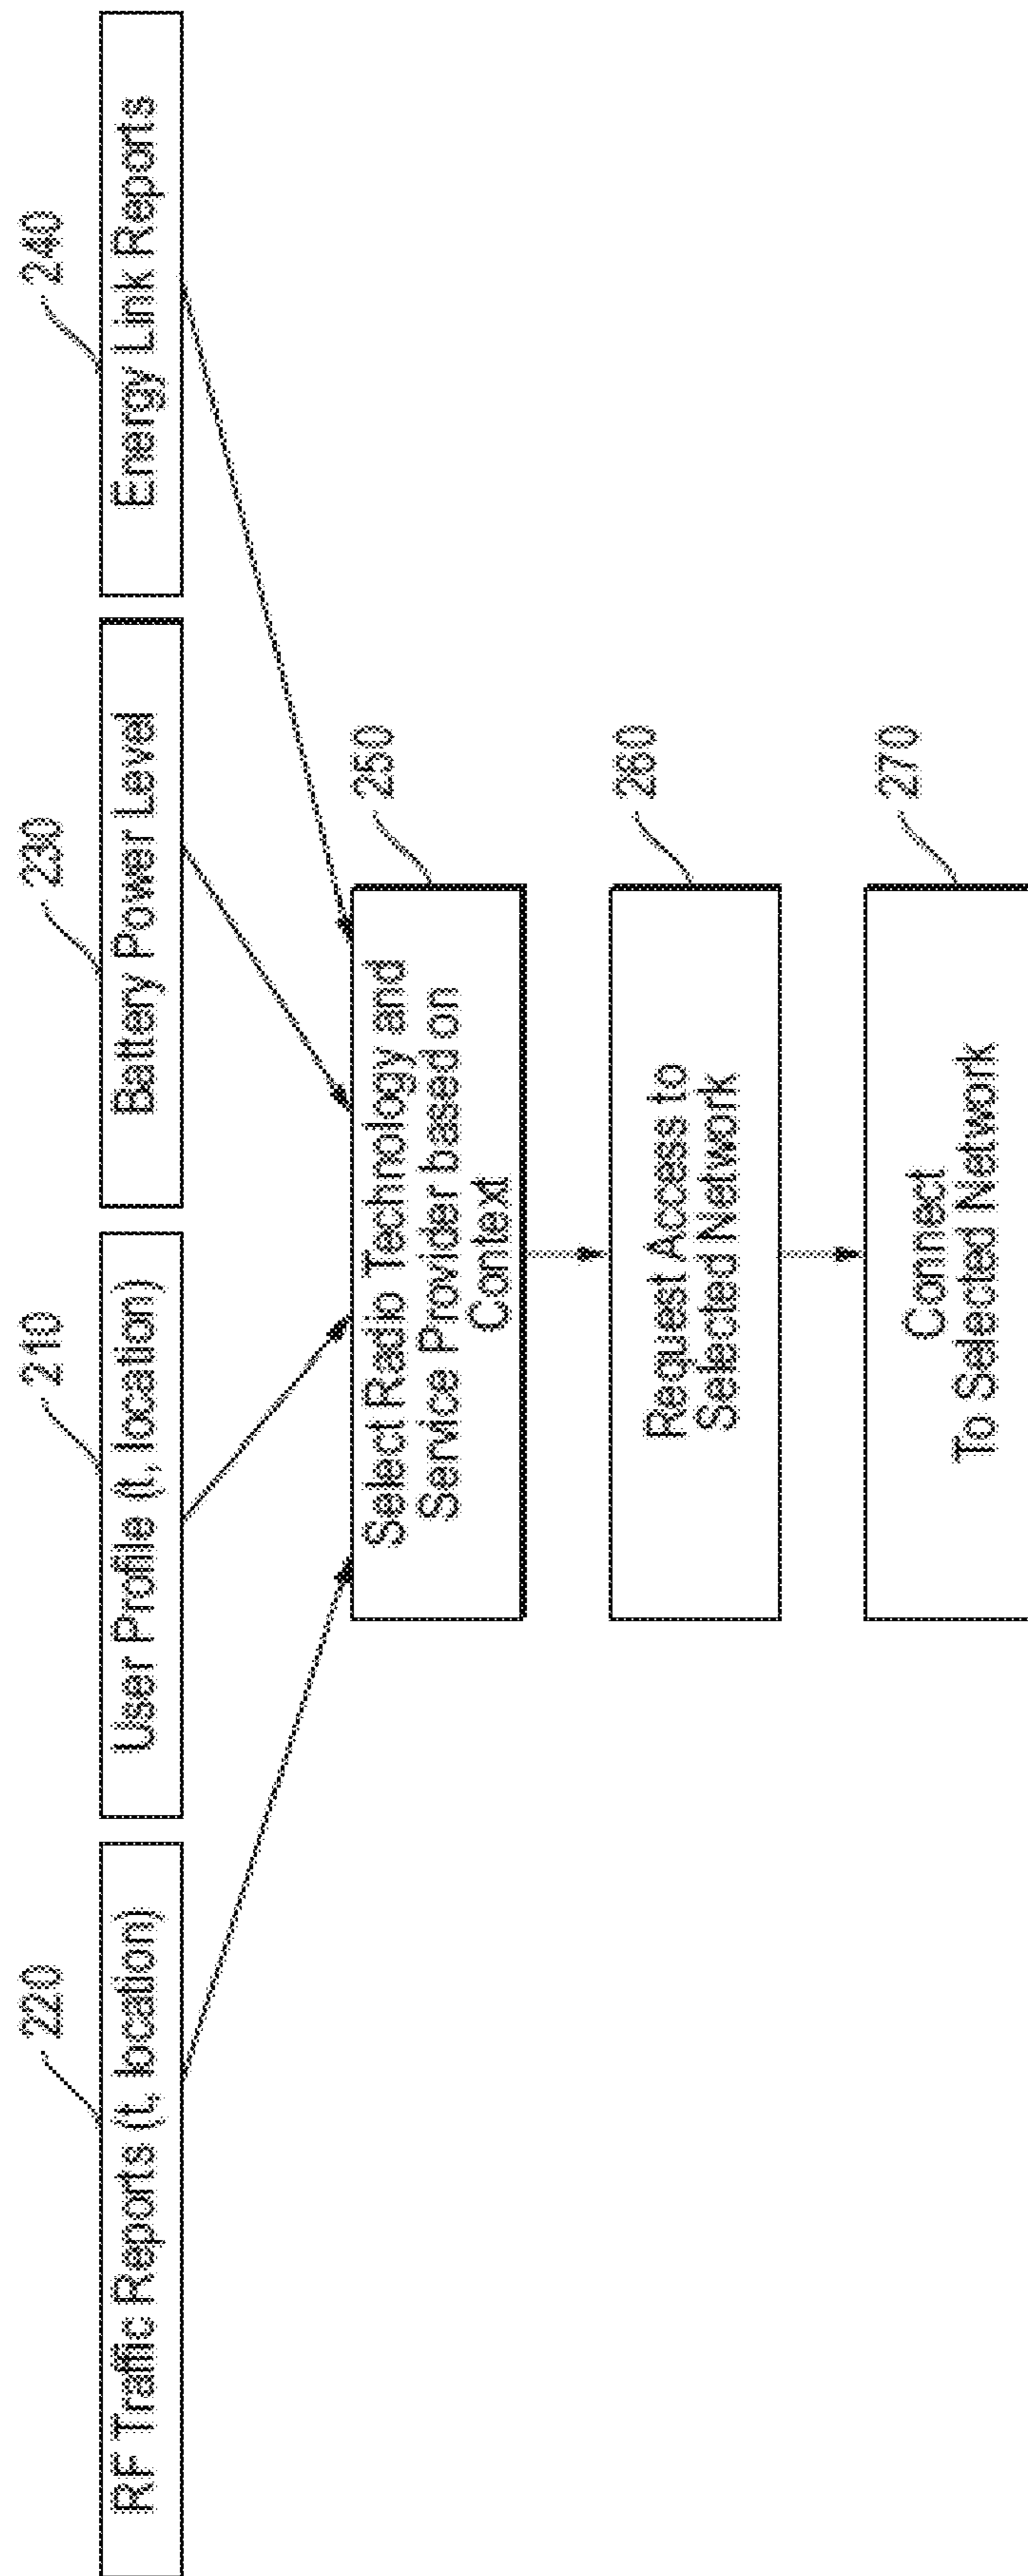 220
210
230
240
RF Traffic Reports (t, location)
User Profile (t, location)
Battery Power Level
Energy Link Reports
250
Select Radio Technology and
Service Provider based on
Context
260
Request Access to
Selected Network
270
Connect
To Selected Network